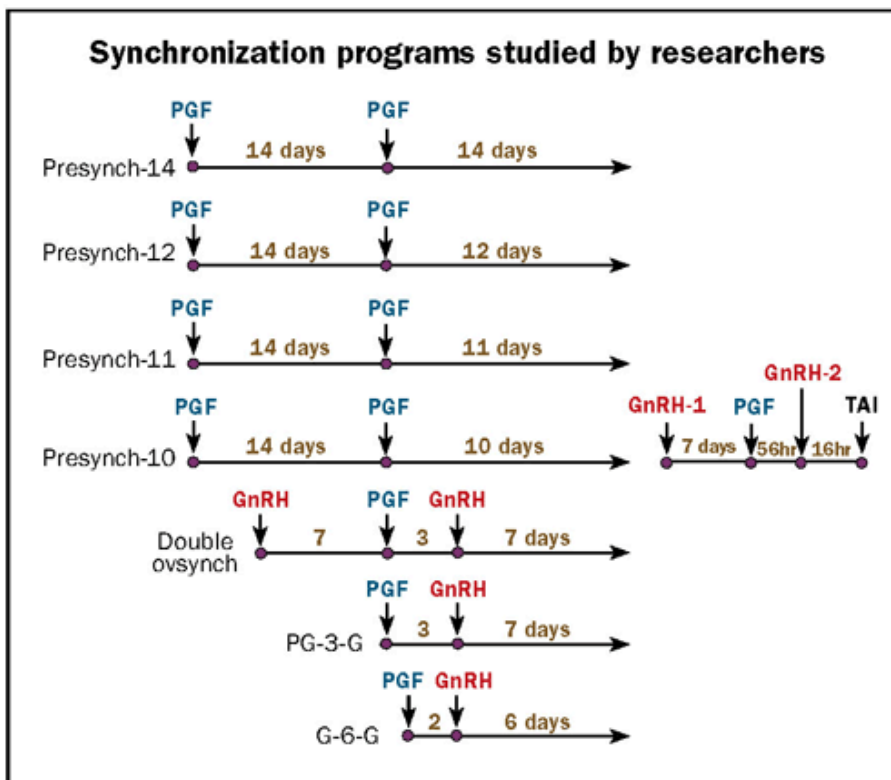 Synchronization programs studied by researchers
PGF PGF
Presynch-14 14 days 14 days
PGF PGF
Presynch-12 14 days 12 days
PGF PGF
Presynch-11 14 days 11 days
GnRH-2
PGF PGF GnRH-1 PGF TAI
Presynch-10 14 days 10 days 7 days 56hr 16hr
GnRH PGF GnRH
Double
ovsynch 7 3 7 days
PGF GnRH
PG-3-G 3 7 days
PGF GnRH
G-6-G 2 6 days